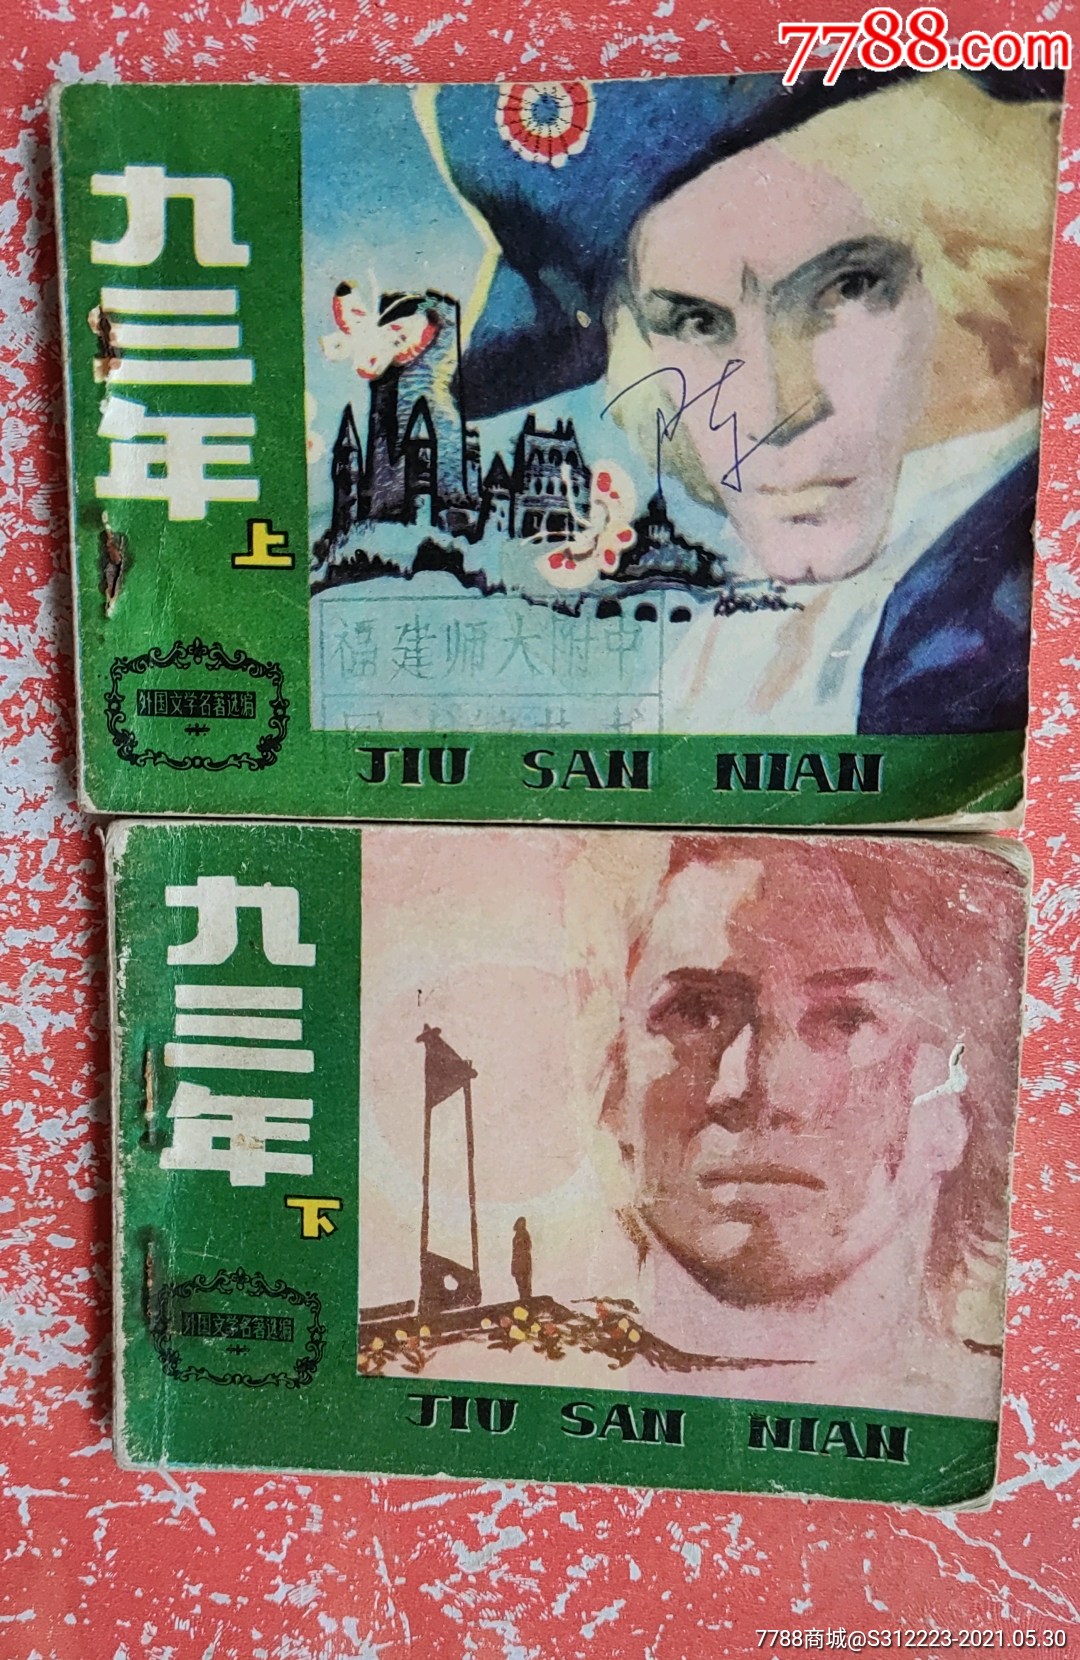 7788.com
九三年
上
外国文学名著选编
福建师大附中
JIU SAN NIAN
九三年
下
外国文学名著选编
JIU SAN NIAN
7788商城@S312223-2021.05.30